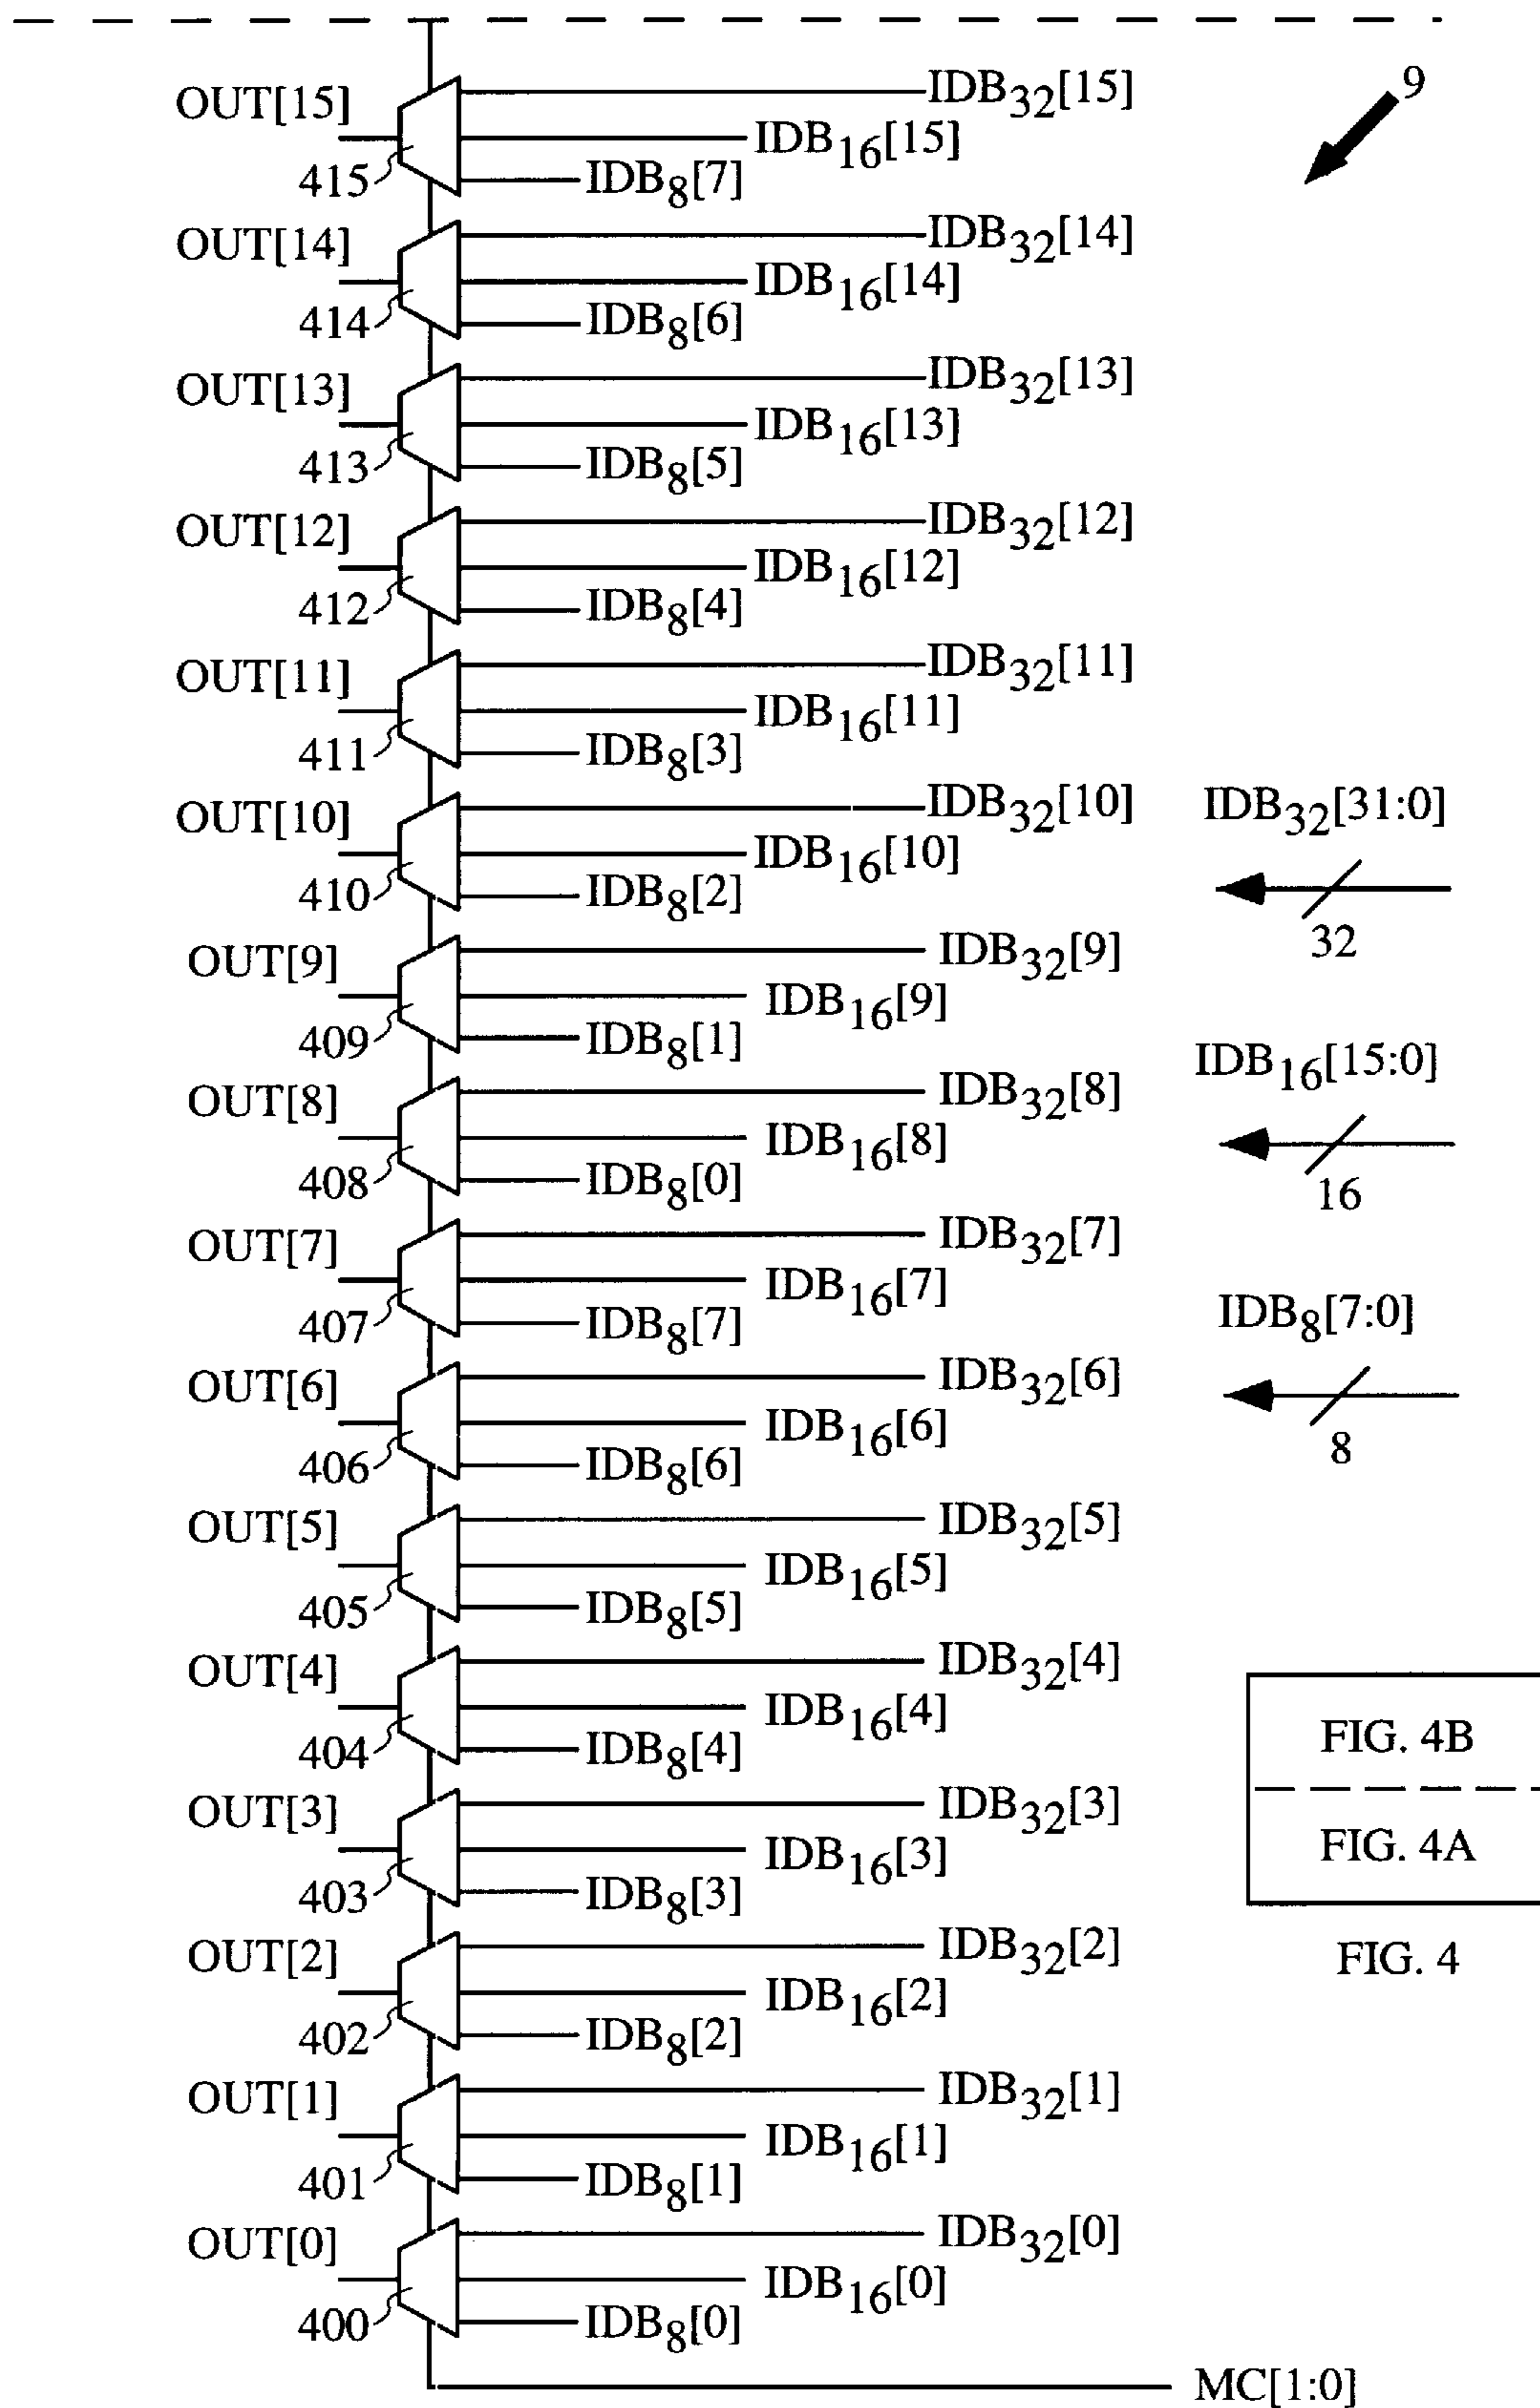 9
OUT[15] IDB32[15]
IDB16[15]
415 IDB8[7]
OUT[14] IDB32[14]
IDB16[14]
414 IDB8[6]
OUT[13] IDB32[13]
IDB16[13]
413 IDB8[5]
OUT[12] IDB32[12]
IDB16[12]
412 IDB8[4]
OUT[11] IDB32[11]
IDB16[11]
411 IDB8[3]
OUT[10] IDB32[10]
IDB16[10]
410 IDB8[2]
OUT[9] IDB32[9]
IDB16[9]
409 IDB8[1]
OUT[8] IDB32[8]
IDB16[8]
408 IDB8[0]
OUT[7] IDB32[7]
IDB16[7]
407 IDB8[7]
OUT[6] IDB32[6]
IDB16[6]
406 IDB8[6]
OUT[5] IDB32[5]
IDB16[5]
405 IDB8[5]
OUT[4] IDB32[4]
IDB16[4]
404 IDB8[4]
OUT[3] IDB32[3]
IDB16[3]
403 IDB8[3]
OUT[2] IDB32[2]
IDB16[2]
402 IDB8[2]
OUT[1] IDB32[1]
IDB16[1]
401 IDB8[1]
OUT[0] IDB32[0]
IDB16[0]
400 IDB8[0]
MC[1:0]
IDB32[31:0]
32
IDB16[15:0]
16
IDB8[7:0]
8
FIG. 4B
FIG. 4A
FIG. 4